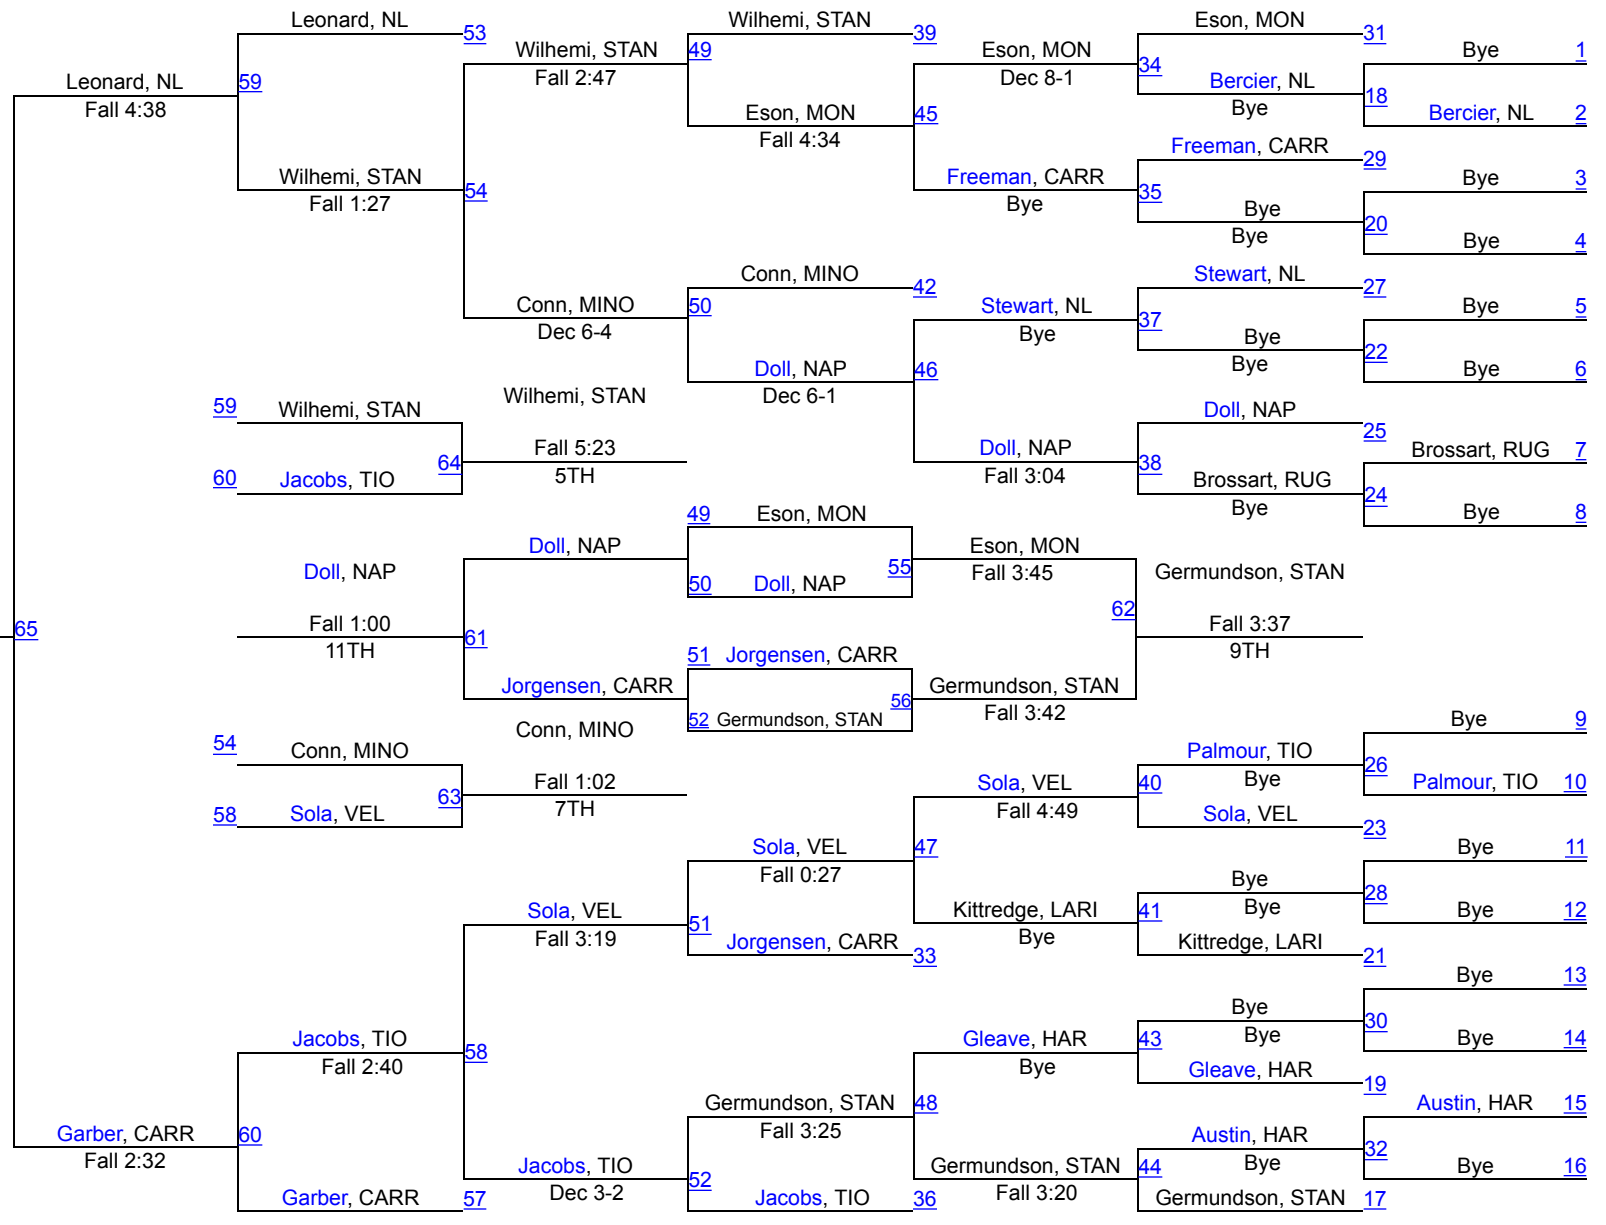 Leonard, NL
53
Wilhemi, STAN
39
Eson, MON
31
Bye
1
Wilhemi, STAN
Fall 2:47
49
Eson, MON
Dec 8-1
34
Bercier, NL
Bye
18
Bercier, NL
2
Leonard, NL
Fall 4:38
59
Eson, MON
Fall 4:34
45
Freeman, CARR
29
Bye
3
Wilhemi, STAN
Fall 1:27
54
Freeman, CARR
Bye
35
Bye
Bye
20
Bye
4
Conn, MINO
42
Stewart, NL
27
Bye
5
Conn, MINO
Dec 6-4
50
Stewart, NL
Bye
37
Bye
Bye
22
Bye
6
Doll, NAP
Dec 6-1
46
Wilhemi, STAN
59
Wilhemi, STAN
Doll, NAP
25
Fall 5:23
5TH
64
60
Jacobs, TIO
Doll, NAP
Fall 3:04
38
Brossart, RUG
7
Brossart, RUG
Bye
24
Bye
8
49
Eson, MON
Doll, NAP
Eson, MON
Fall 3:45
55
50
Doll, NAP
Doll, NAP
Germundson, STAN
62
65
Fall 1:00
11TH
61
Fall 3:37
9TH
51
Jorgensen, CARR
Jorgensen, CARR
Germundson, STAN
Fall 3:42
56
52
Germundson, STAN
Conn, MINO
Bye
9
54
Conn, MINO
Palmour, TIO
Bye
26
Fall 1:02
7TH
63
Sola, VEL
Fall 4:49
40
Palmour, TIO
10
58
Sola, VEL
Sola, VEL
23
Sola, VEL
Fall 0:27
47
Bye
11
Bye
Bye
28
Sola, VEL
Fall 3:19
51
Kittredge, LARI
Bye
41
Bye
12
Jorgensen, CARR
33
Kittredge, LARI
21
Bye
13
Bye
Bye
30
Jacobs, TIO
Fall 2:40
58
Gleave, HAR
Bye
43
Bye
14
Gleave, HAR
19
Germundson, STAN
Fall 3:25
48
Austin, HAR
15
Garber, CARR
Fall 2:32
60
Austin, HAR
Bye
32
Jacobs, TIO
Dec 3-2
52
Germundson, STAN
Fall 3:20
44
Bye
16
Garber, CARR
57
Jacobs, TIO
36
Germundson, STAN
17